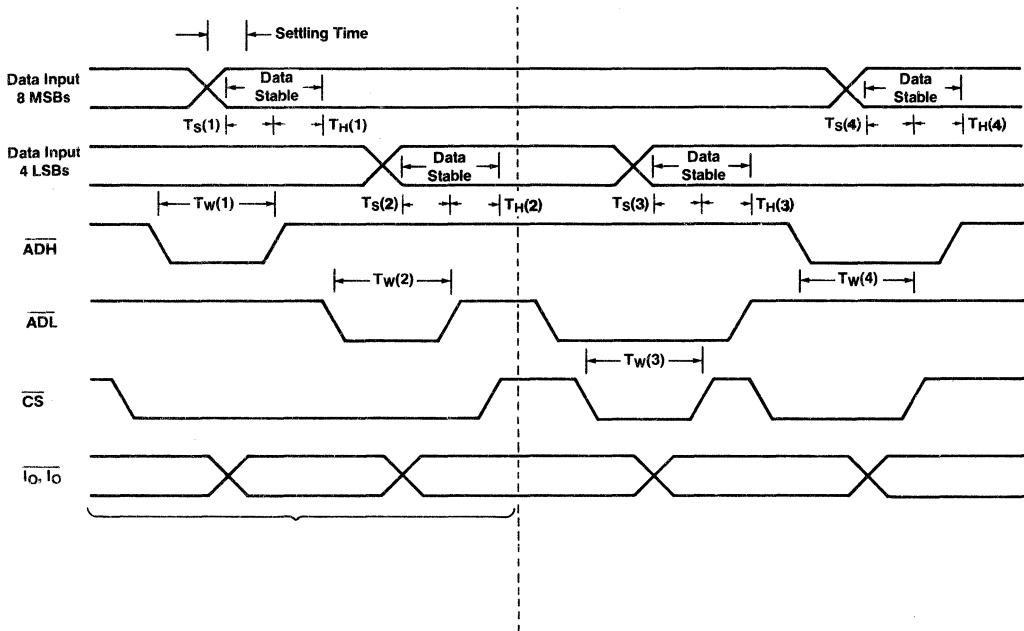 Settling Time
Data Input
8 MSBs
Data
Stable
Data
Stable
TS(1)
TH(1)
TS(4)
TH(4)
Data Input
4 LSBs
Data
Stable
Data
Stable
TW(1)
TS(2)
TH(2)
TS(3)
TH(3)
ADH
TW(2)
TW(4)
ADL
TW(3)
CS
IO, IO